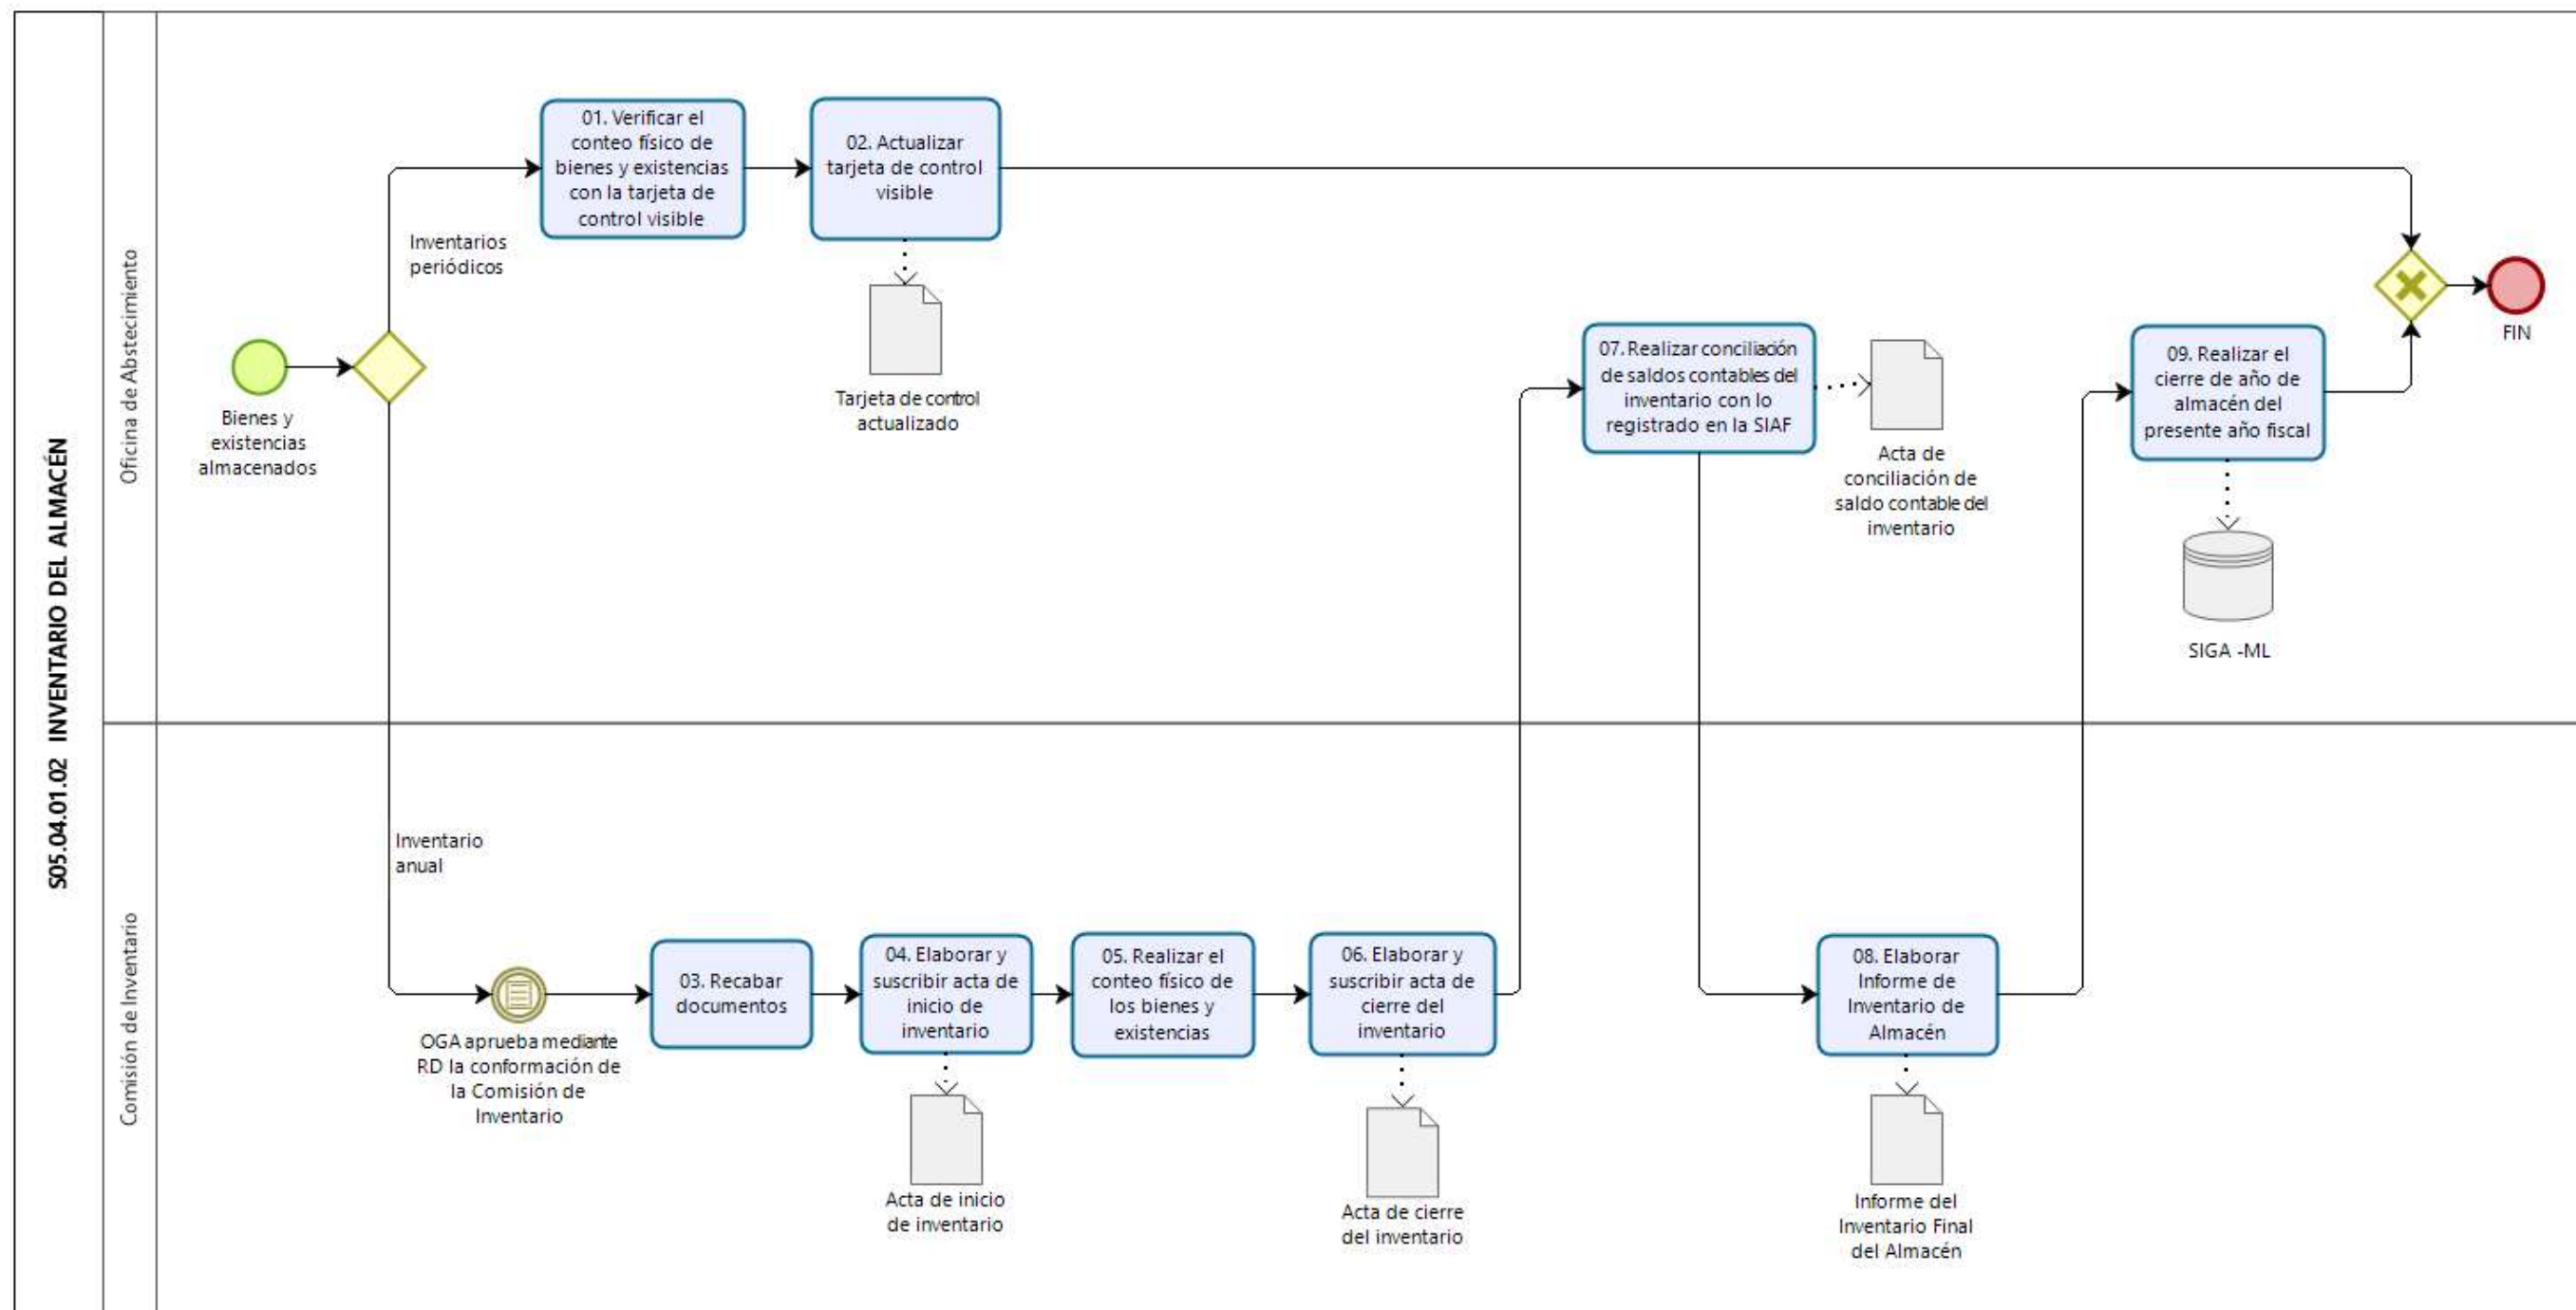 S05.04.01.02 INVENTARIO DEL ALMACÉN
Oficina de Abstecimiento
Bienes y
existencias
almacenados
Inventarios
periódicos
01. Verificar el
conteo físico de
bienes y existencias
con la tarjeta de
control visible
02. Actualizar
tarjeta de control
visible
Tarjeta de control
actualizado
07. Realizar conciliación
de saldos contables del
inventario con lo
registrado en la SIAF
Acta de
conciliación de
saldo contable del
inventario
09. Realizar el
cierre de año de
almacén del
presente año fiscal
SIGA -ML
FIN
Comisión de Inventario
Inventario
anual
OGA aprueba mediante
RD la conformación de
la Comisión de
Inventario
03. Recabar
documentos
04. Elaborar y
suscribir acta de
inicio de
inventario
Acta de inicio
de inventario
05. Realizar el
conteo físico de
los bienes y
existencias
06. Elaborar y
suscribir acta de
cierre del
inventario
Acta de cierre
del inventario
08. Elaborar
Informe de
Inventario de
Almacén
Informe del
Inventario Final
del Almacén